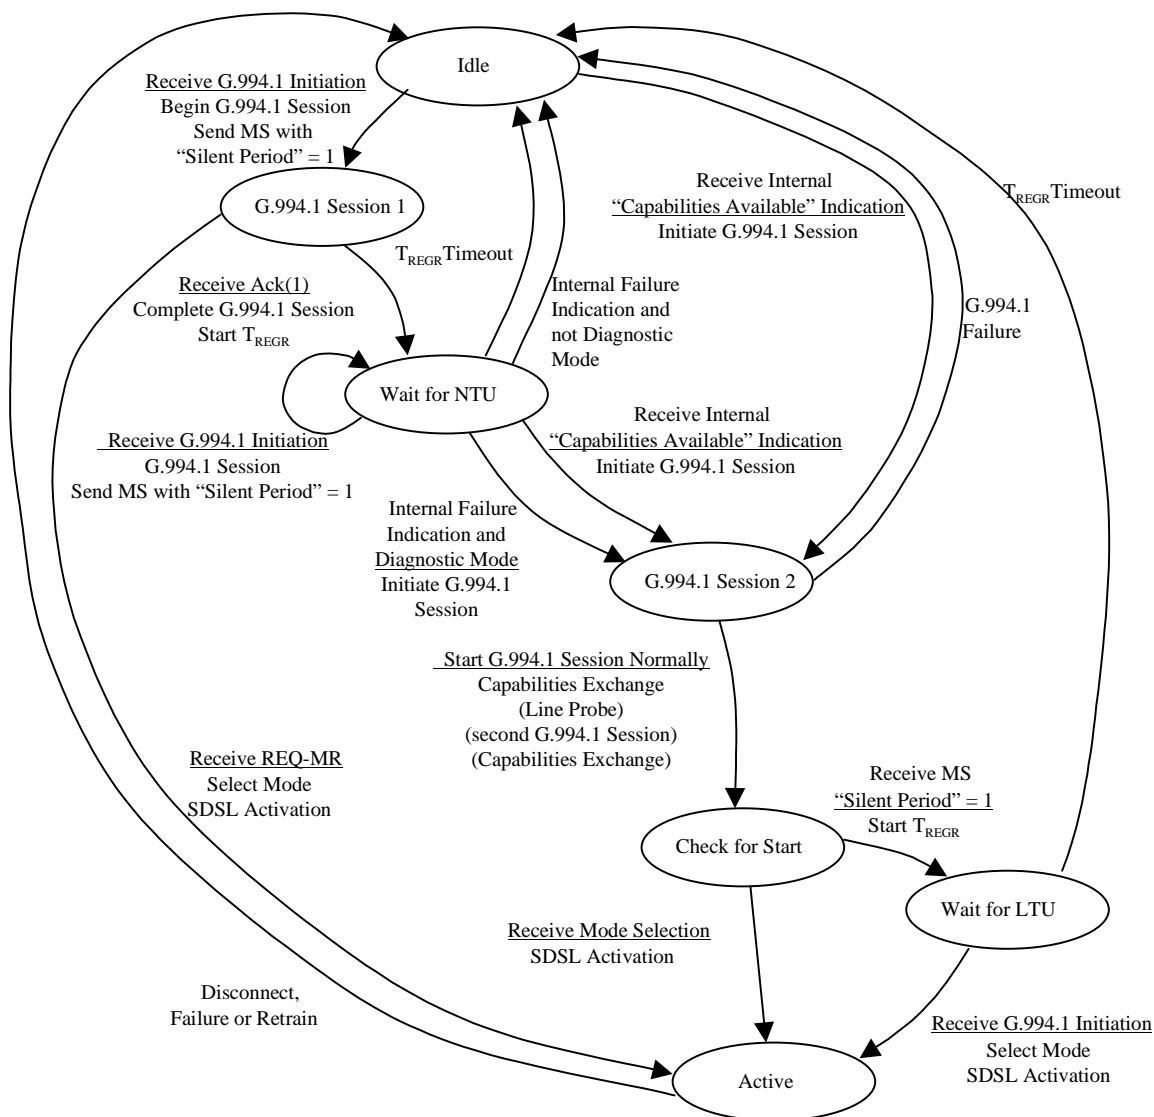 Idle
Receive G.994.1 Initiation
Begin G.994.1 Session
Send MS with
“Silent Period” = 1
Receive Internal
“Capabilities Available” Indication
Initiate G.994.1 Session
TREGRTimeout
G.994.1 Session 1
TREGRTimeout
Receive Ack(1)
Complete G.994.1 Session
Start TREGR
Internal Failure
Indication and
not Diagnostic
Mode
G.994.1
Failure
Wait for NTU
Receive G.994.1 Initiation
G.994.1 Session
Send MS with “Silent Period” = 1
Receive Internal
“Capabilities Available” Indication
Initiate G.994.1 Session
Internal Failure
Indication and
Diagnostic Mode
Initiate G.994.1
Session
G.994.1 Session 2
Start G.994.1 Session Normally
Capabilities Exchange
(Line Probe)
(second G.994.1 Session)
(Capabilities Exchange)
Receive REQ-MR
Select Mode
SDSL Activation
Receive MS
“Silent Period” = 1
Start TREGR
Check for Start
Wait for LTU
Receive Mode Selection
SDSL Activation
Disconnect,
Failure or Retrain
Receive G.994.1 Initiation
Select Mode
SDSL Activation
Active